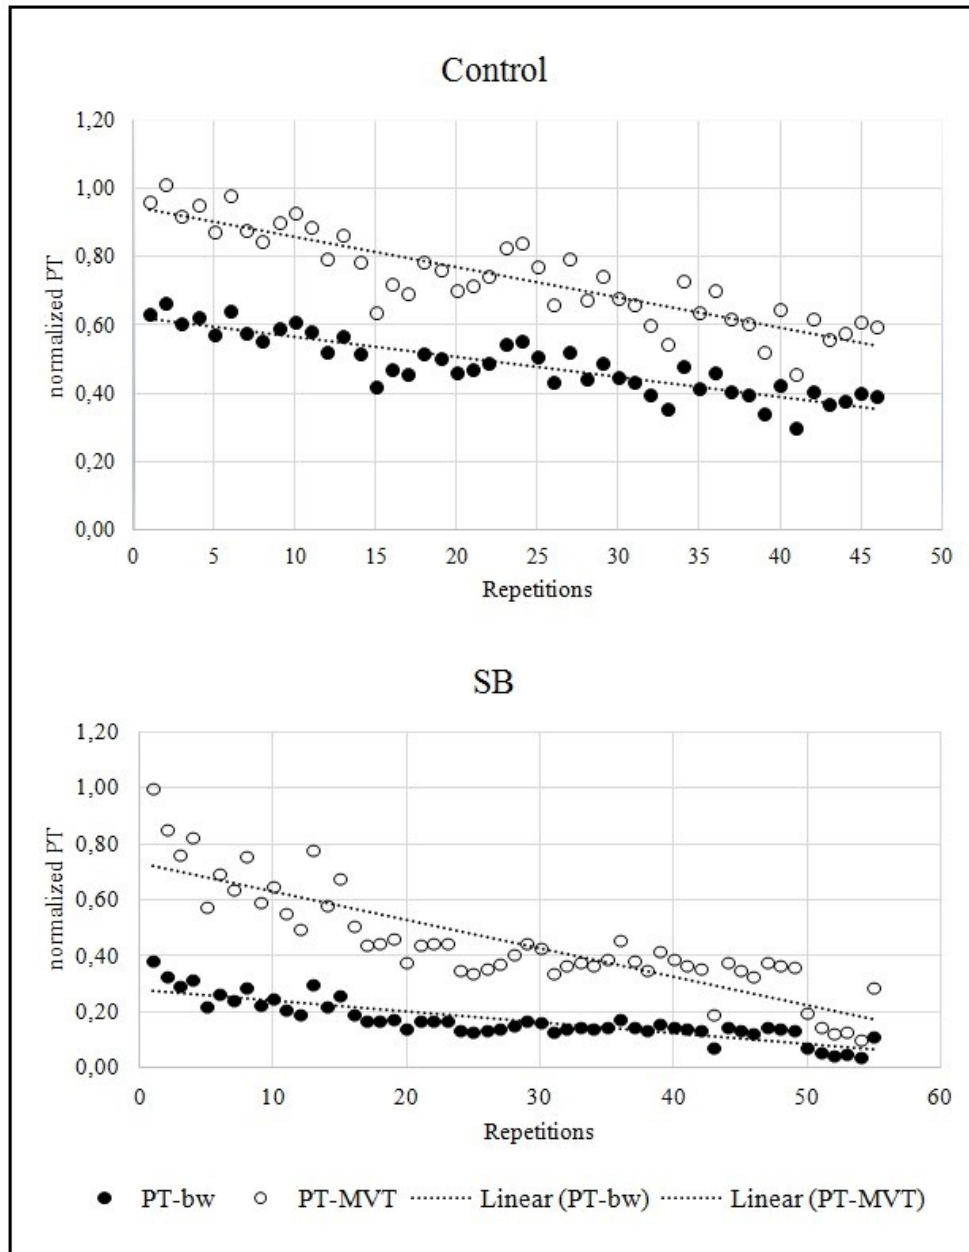 Control
normalized PT
1,20
1,00
0,80
0,60
0,40
0,20
0,00
0 5 10 15 20 25 30 35 40 45 50
Repetitions
SB
normalized PT
1,20
1,00
0,80
0,60
0,40
0,20
0,00
0 10 20 30 40 50 60
Repetitions
PT-bw PT-MVT Linear (PT-bw) Linear (PT-MVT)